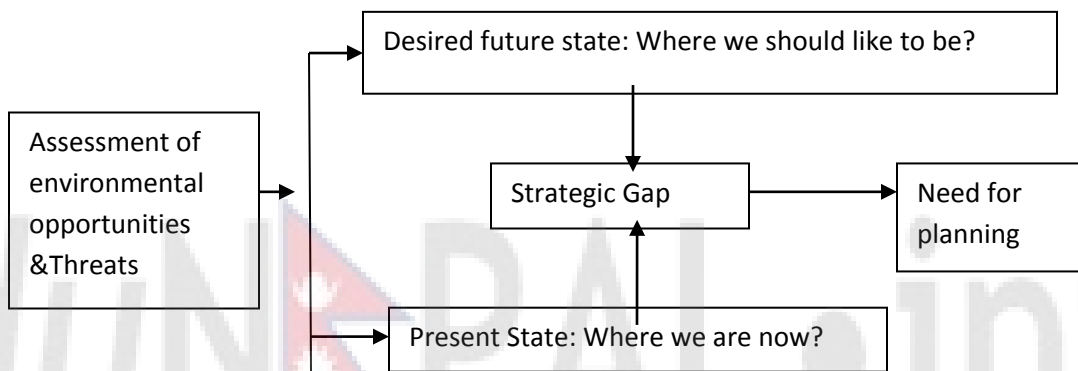 Desired future state: Where we should like to be?
Assessment of
environmental
opportunities
&Threats
Strategic Gap
Need for
planning
Present State: Where we are now?